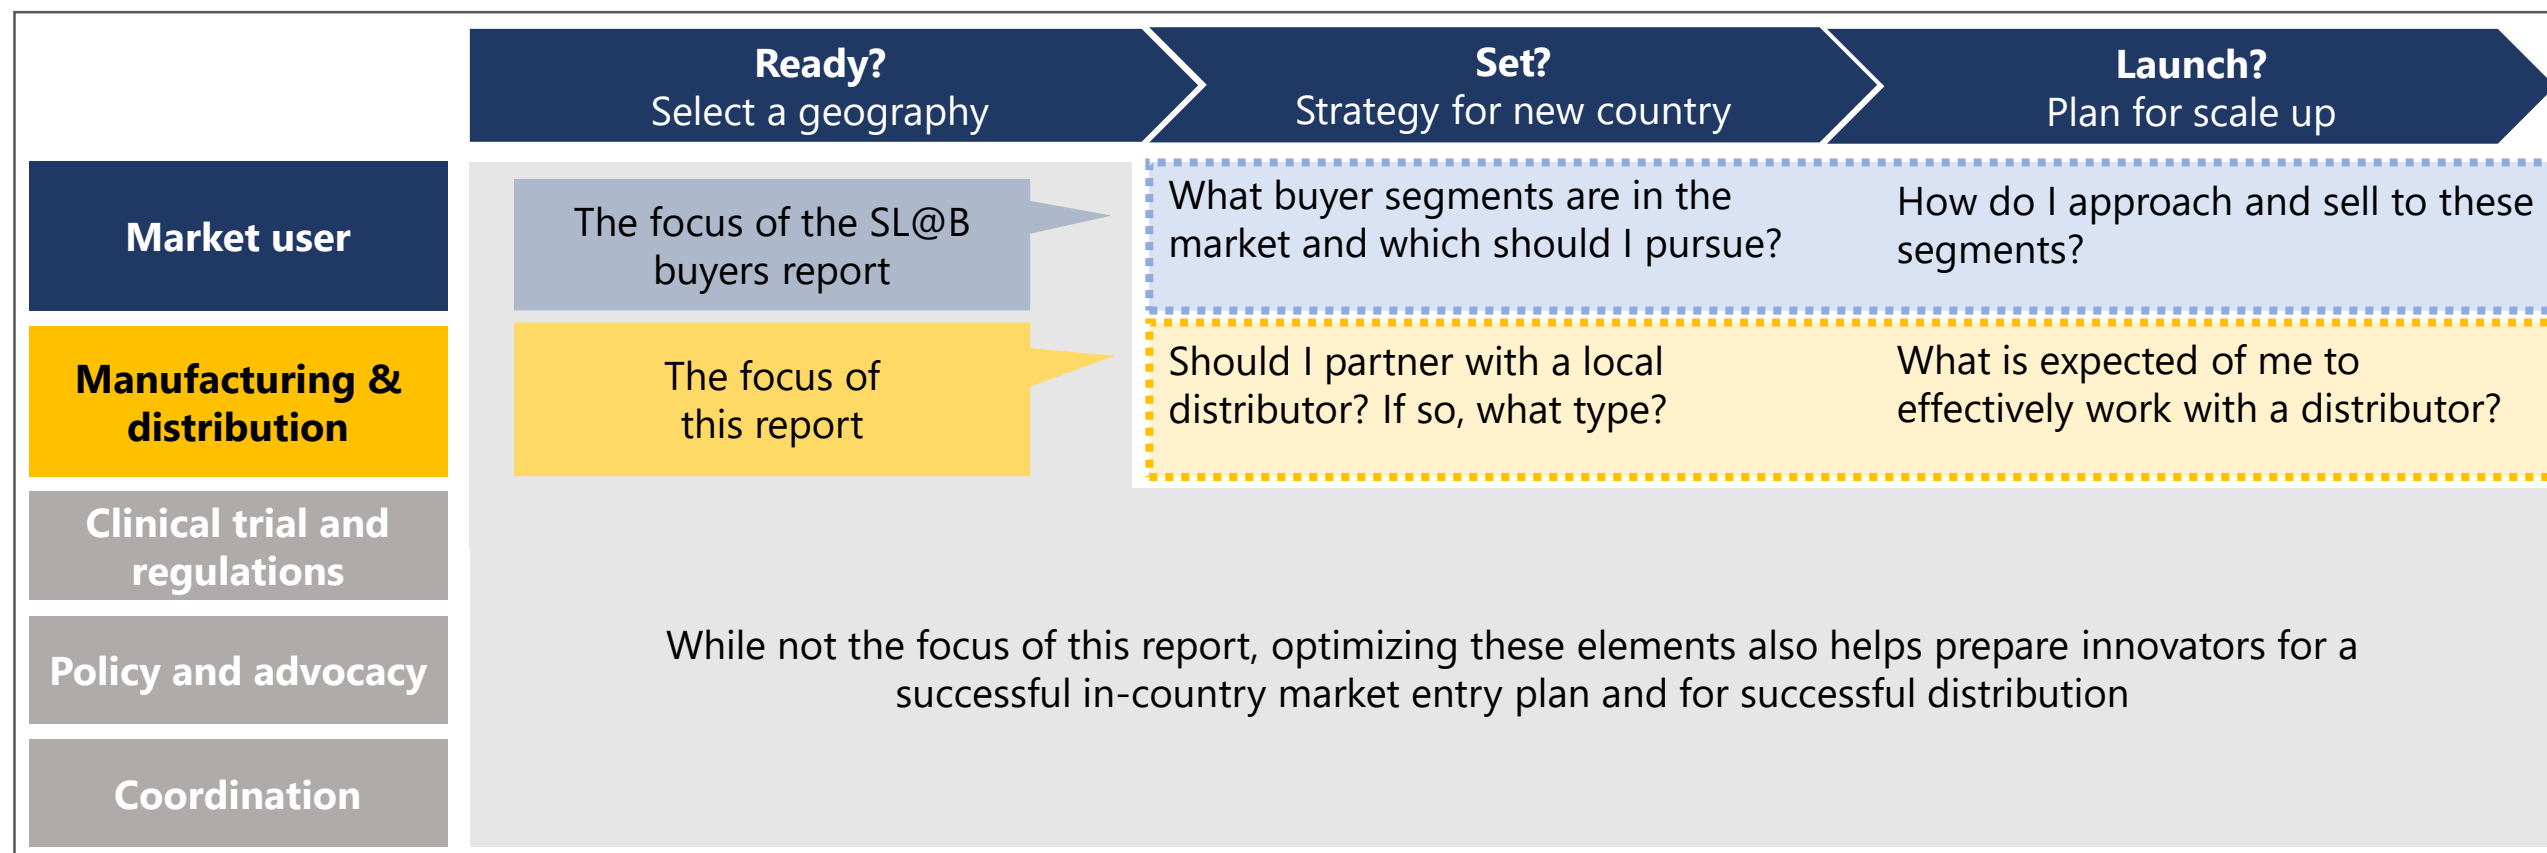 Ready?
Select a geography
Set?
Strategy for new country
Launch?
Plan for scale up
Market user
The focus of the SL@B
buyers report
What buyer segments are in the
market and which should I pursue?
How do I approach and sell to these
segments?
Manufacturing &
distribution
The focus of
this report
Should I partner with a local
distributor? If so, what type?
What is expected of me to
effectively work with a distributor?
Clinical trial and
regulations
Policy and advocacy
Coordination
While not the focus of this report, optimizing these elements also helps prepare innovators for a
successful in-country market entry plan and for successful distribution